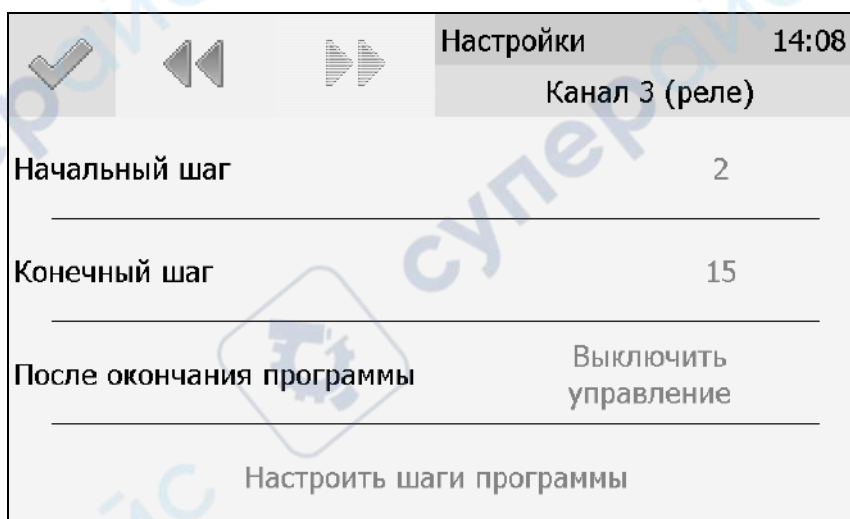 Настройки 14:08
Канал 3 (реле)
Начальный шаг 2
Конечный шаг 15
После окончания программы Выключить
управление
Настроить шаги программы
суперайс